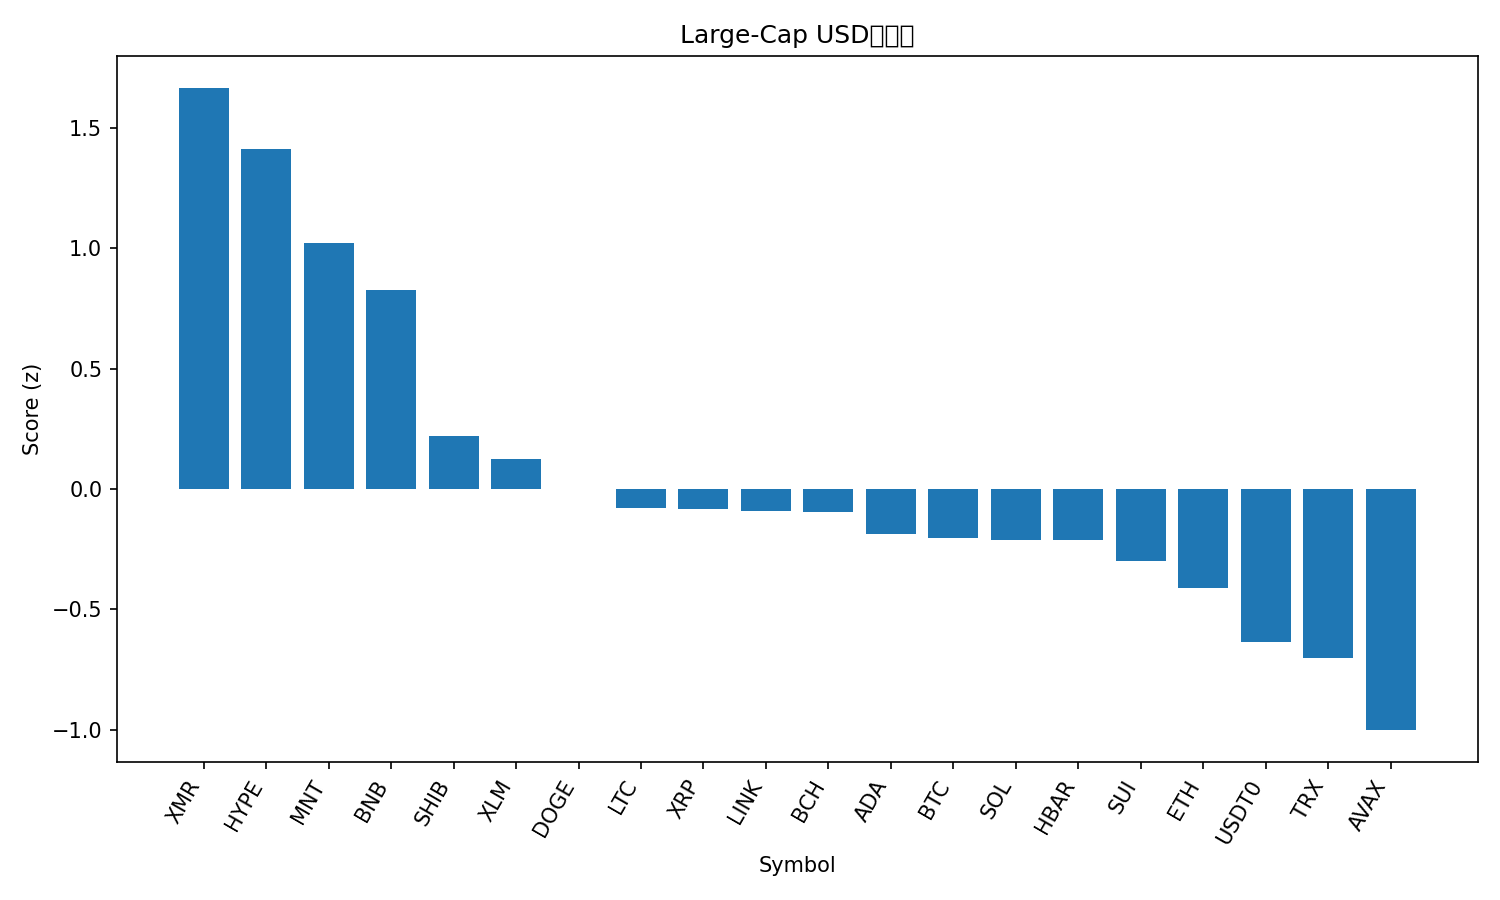 Large-Cap USD
Score (z)
1.5
1.0
0.5
0.0
−0.5
−1.0
XMR
HYPE
MNT
BNB
SHIB
XLM
DOGE
LTC
XRP
LINK
BCH
ADA
BTC
SOL
HBAR
SUI
ETH
USDT0
TRX
AVAX
Symbol